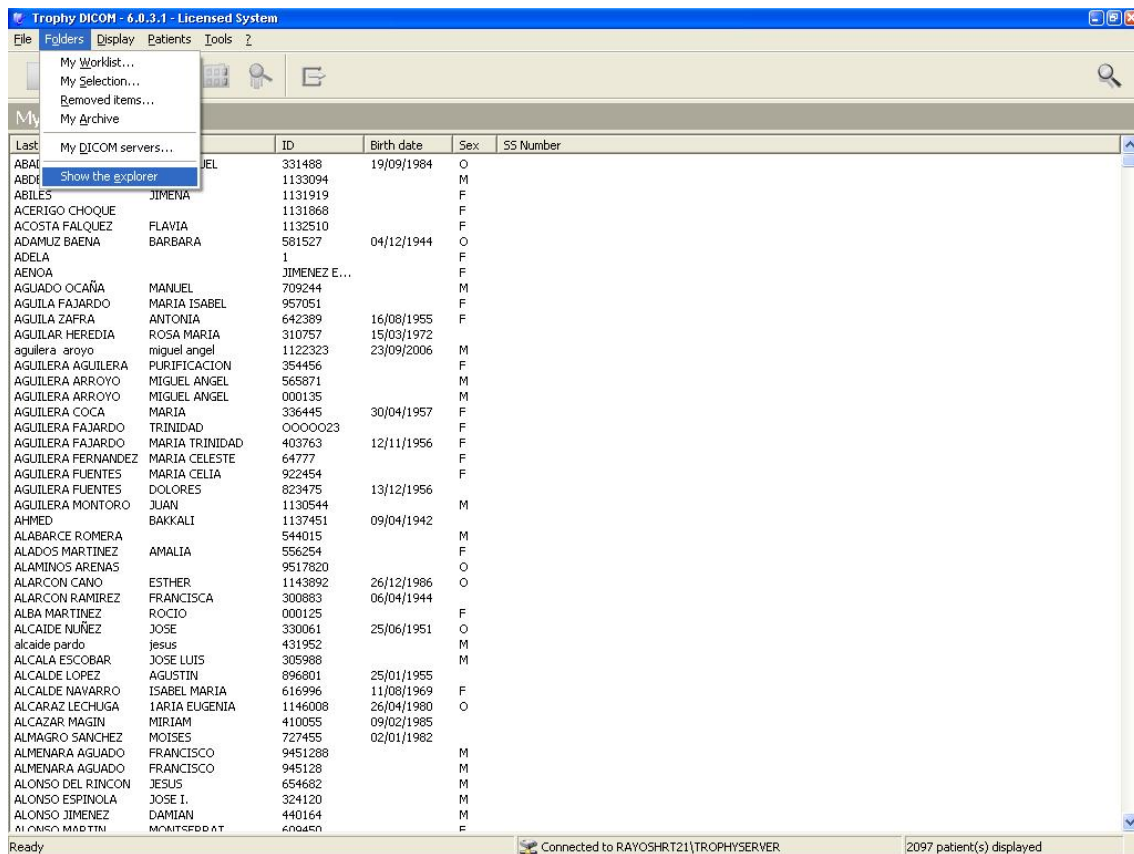 Trophy DICOM - 6.0.3.1 - Licensed System
File Folders Display Patients Tools ?
My Worklist...
My Selection...
Removed items...
My Archive
My DICOM servers...
Show the explorer
My
Last ID Birth date Sex SS Number
331488 19/09/1984 O
1133094 M
ABILES JIMENA 1131919 F
ACERIGO CHOQUE 1131868 F
ACOSTA FALQUEZ FLAVIA 1132510 F
ADAMUZ BAENA BARBARA 581527 04/12/1944 O
ADELA 1 F
AENOA JIMENEZ E... F
AGUADO OCAÑA MANUEL 709244 M
AGUILA FAJARDO MARIA ISABEL 957051 F
AGUILA ZAFRA ANTONIA 642389 16/08/1955 F
AGUILAR HEREDIA ROSA MARIA 310757 15/03/1972
aguilera aroyo miguel angel 1122323 23/09/2006 M
AGUILERA AGUILERA PURIFICACION 354456 F
AGUILERA ARROYO MIGUEL ANGEL 565871 M
AGUILERA ARROYO MIGUEL ANGEL 000135 M
AGUILERA COCA MARIA 336445 30/04/1957 F
AGUILERA FAJARDO TRINIDAD OOOOO23 F
AGUILERA FAJARDO MARIA TRINIDAD 403763 12/11/1956 F
AGUILERA FERNANDEZ MARIA CELESTE 64777 F
AGUILERA FUENTES MARIA CELIA 922454 F
AGUILERA FUENTES DOLORES 823475 13/12/1956
AGUILERA MONTORO JUAN 1130544 M
AHMED BAKKALI 1137451 09/04/1942
ALABARCE ROMERA 544015 M
ALADOS MARTINEZ AMALIA 556254 F
ALAMINOS ARENAS 9517820 O
ALARCON CANO ESTHER 1143892 26/12/1986 O
ALARCON RAMIREZ FRANCISCA 300883 06/04/1944
ALBA MARTINEZ ROCIO 000125 F
ALCAIDE NUÑEZ JOSE 330061 25/06/1951 O
alcaide pardo jesus 431952 M
ALCALA ESCOBAR JOSE LUIS 305988 M
ALCALDE LOPEZ AGUSTIN 896801 25/01/1955
ALCALDE NAVARRO ISABEL MARIA 616996 11/08/1969 F
ALCARAZ LECHUGA 1ARIA EUGENIA 1146008 26/04/1980 O
ALCAZAR MAGIN MIRIAM 410055 09/02/1985
ALMAGRO SANCHEZ MOISES 727455 02/01/1982
ALMENARA AGUADO FRANCISCO 9451288 M
ALMENARA AGUADO FRANCISCO 945128 M
ALONSO DEL RINCON JESUS 654682 M
ALONSO ESPINOLA JOSE I. 324120 M
ALONSO JIMENEZ DAMIAN 440164 M
ALONSO MARTIN MONTSERRAT 609450 F
Ready Connected to RAYOSHRT21\TROPHYSERVER 2097 patient(s) displayed